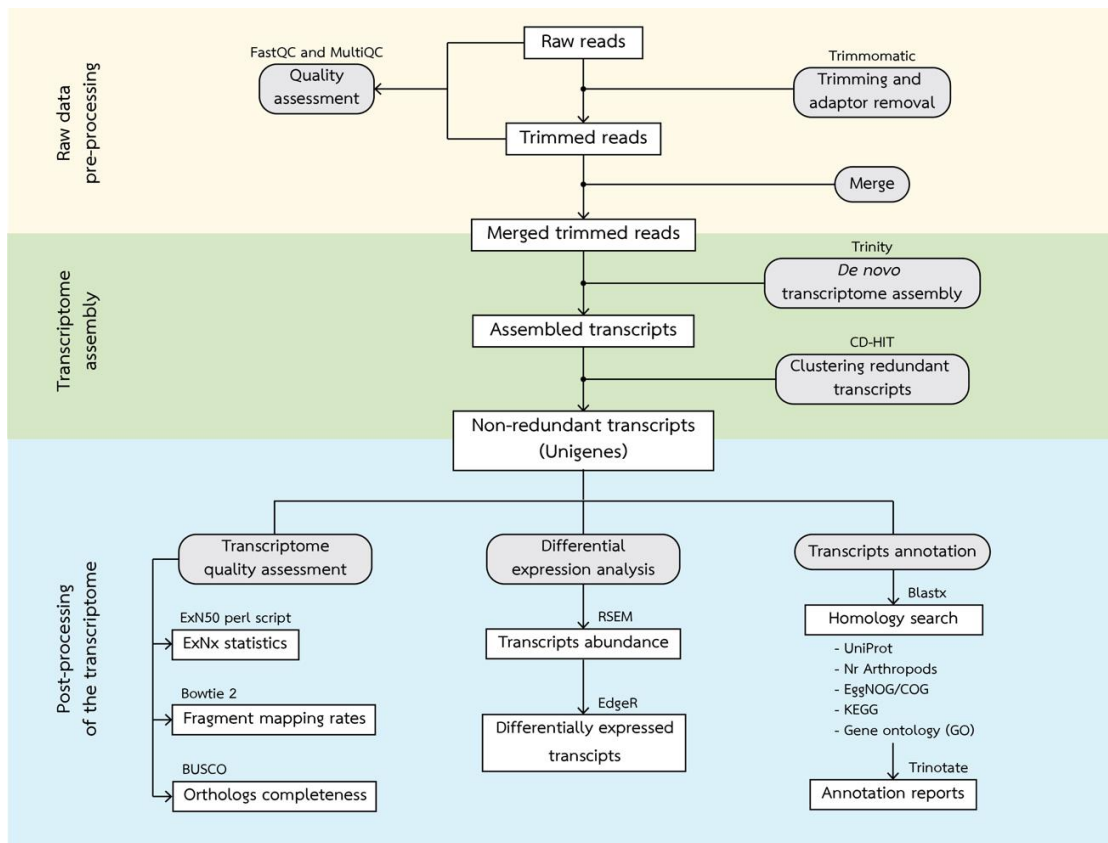 Raw data
pre-processing
Raw reads
FastQC and MultiQC
Quality
assessment
Trimmomatic
Trimming and
adaptor removal
Trimmed reads
Merge
Merged trimmed reads
Transcriptome
assembly
Trinity
De novo
transcriptome assembly
Assembled transcripts
CD-HIT
Clustering redundant
transcripts
Non-redundant transcripts
(Unigenes)
Post-processing
of the transcriptome
Transcriptome
quality assessment
ExN50 perl script
ExNx statistics
Bowtie 2
Fragment mapping rates
BUSCO
Orthologs completeness
Differential
expression analysis
RSEM
Transcripts abundance
EdgeR
Differentially expressed
transcipts
Transcripts annotation
Blastx
Homology search
- UniProt
- Nr Arthropods
- EggNOG/COG
- KEGG
- Gene ontology (GO)
Trinotate
Annotation reports